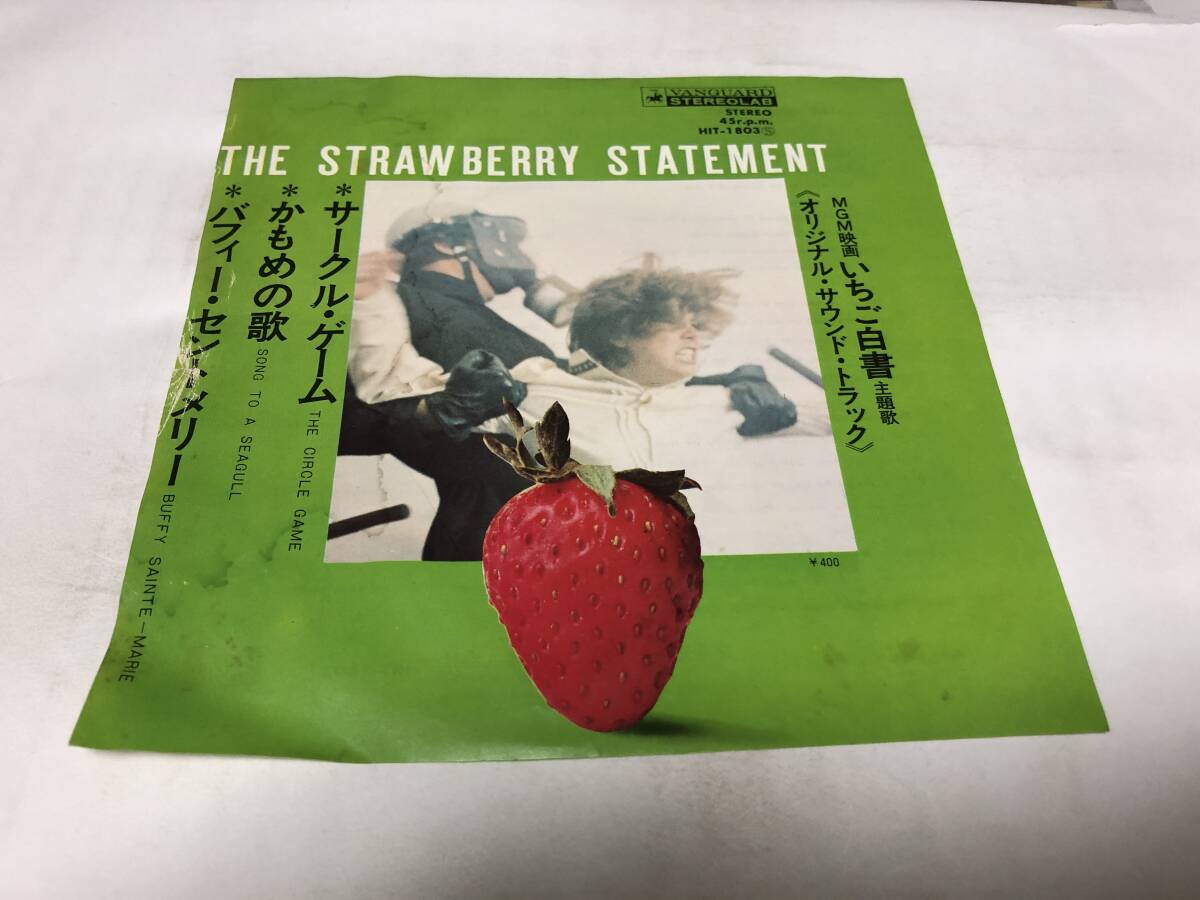 VANGUARD
STEREOLAB
STEREO
45r.p.m.
HIT-1803Ⓢ
THE STRAWBERRY STATEMENT
MGM映画 いちご白書 主題歌
《オリジナル・サウンド・トラック》
*サークル・ゲーム THE CIRCLE GAME
*かもめの歌 SONG TO A SEAGULL
*バフィー・セントメリー BUFFY SAINTE-MARIE
¥400